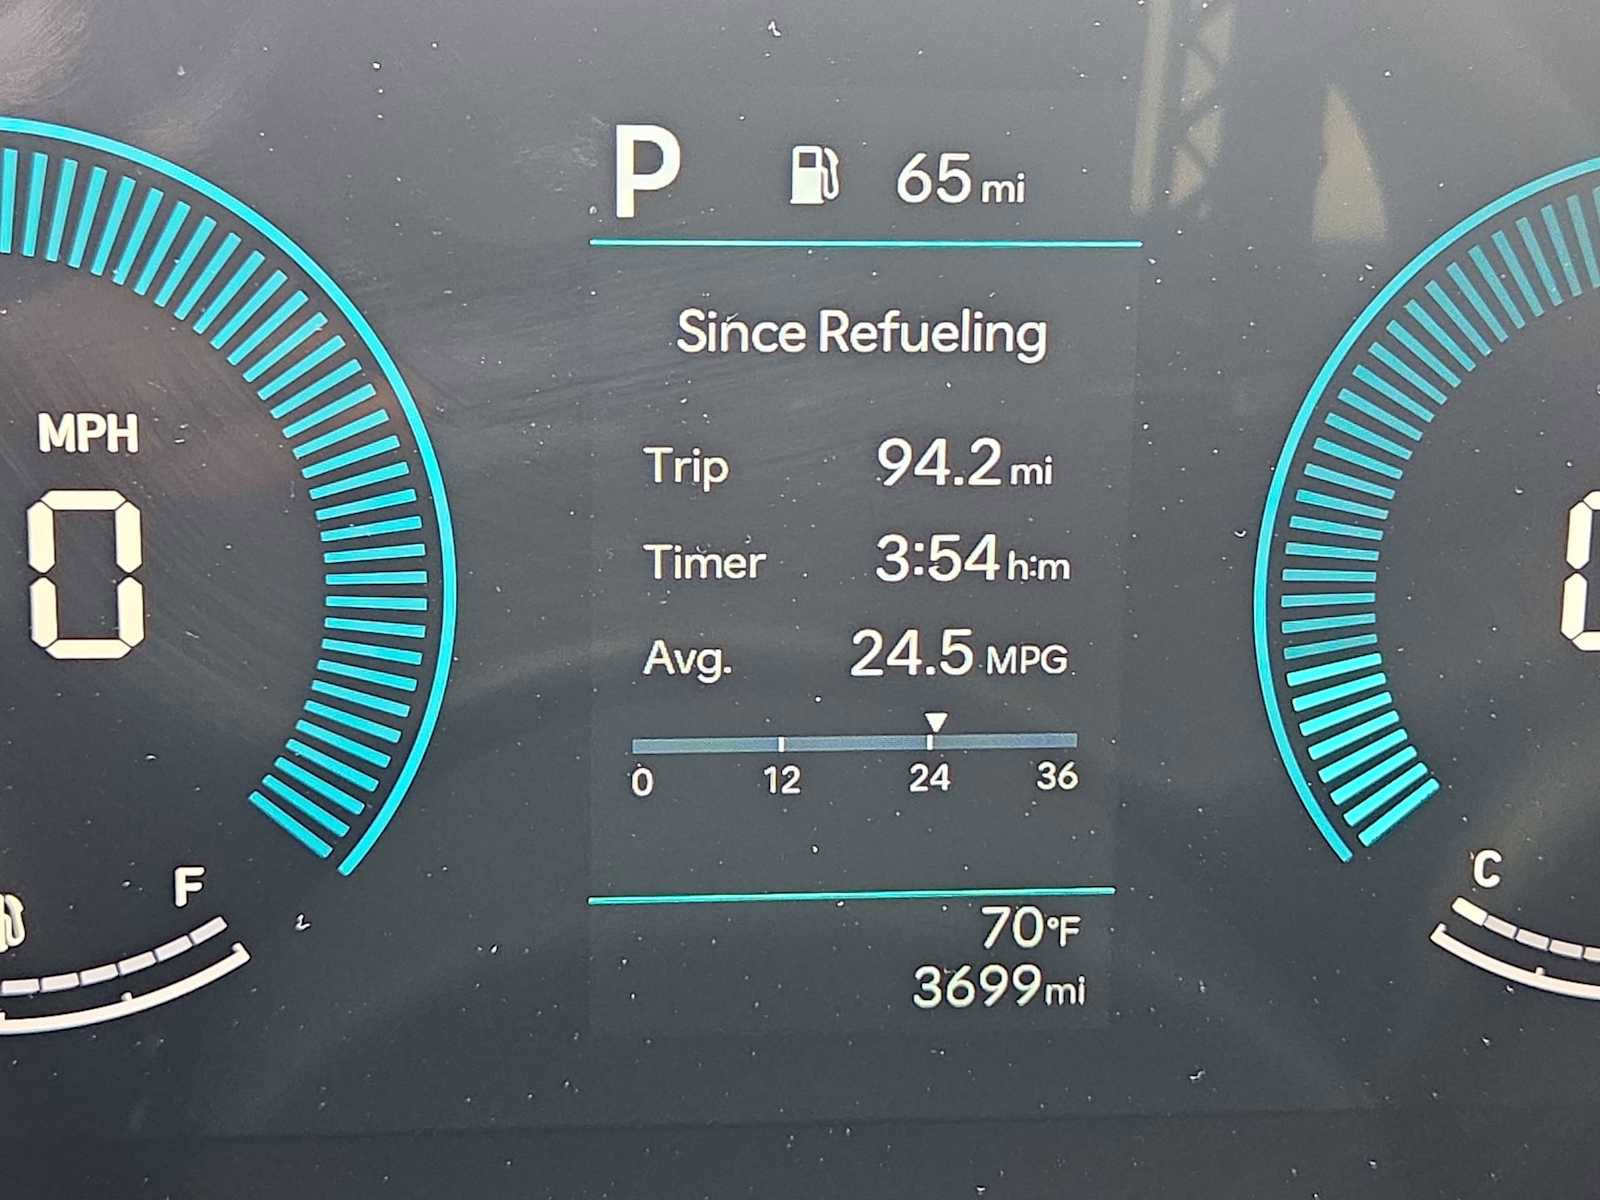 P 65 mi
Since Refueling
Trip 94.2 mi
Timer 3:54 h:m
Avg. 24.5 MPG
0 12 24 36
70°F
3699 mi
MPH
0
F
C